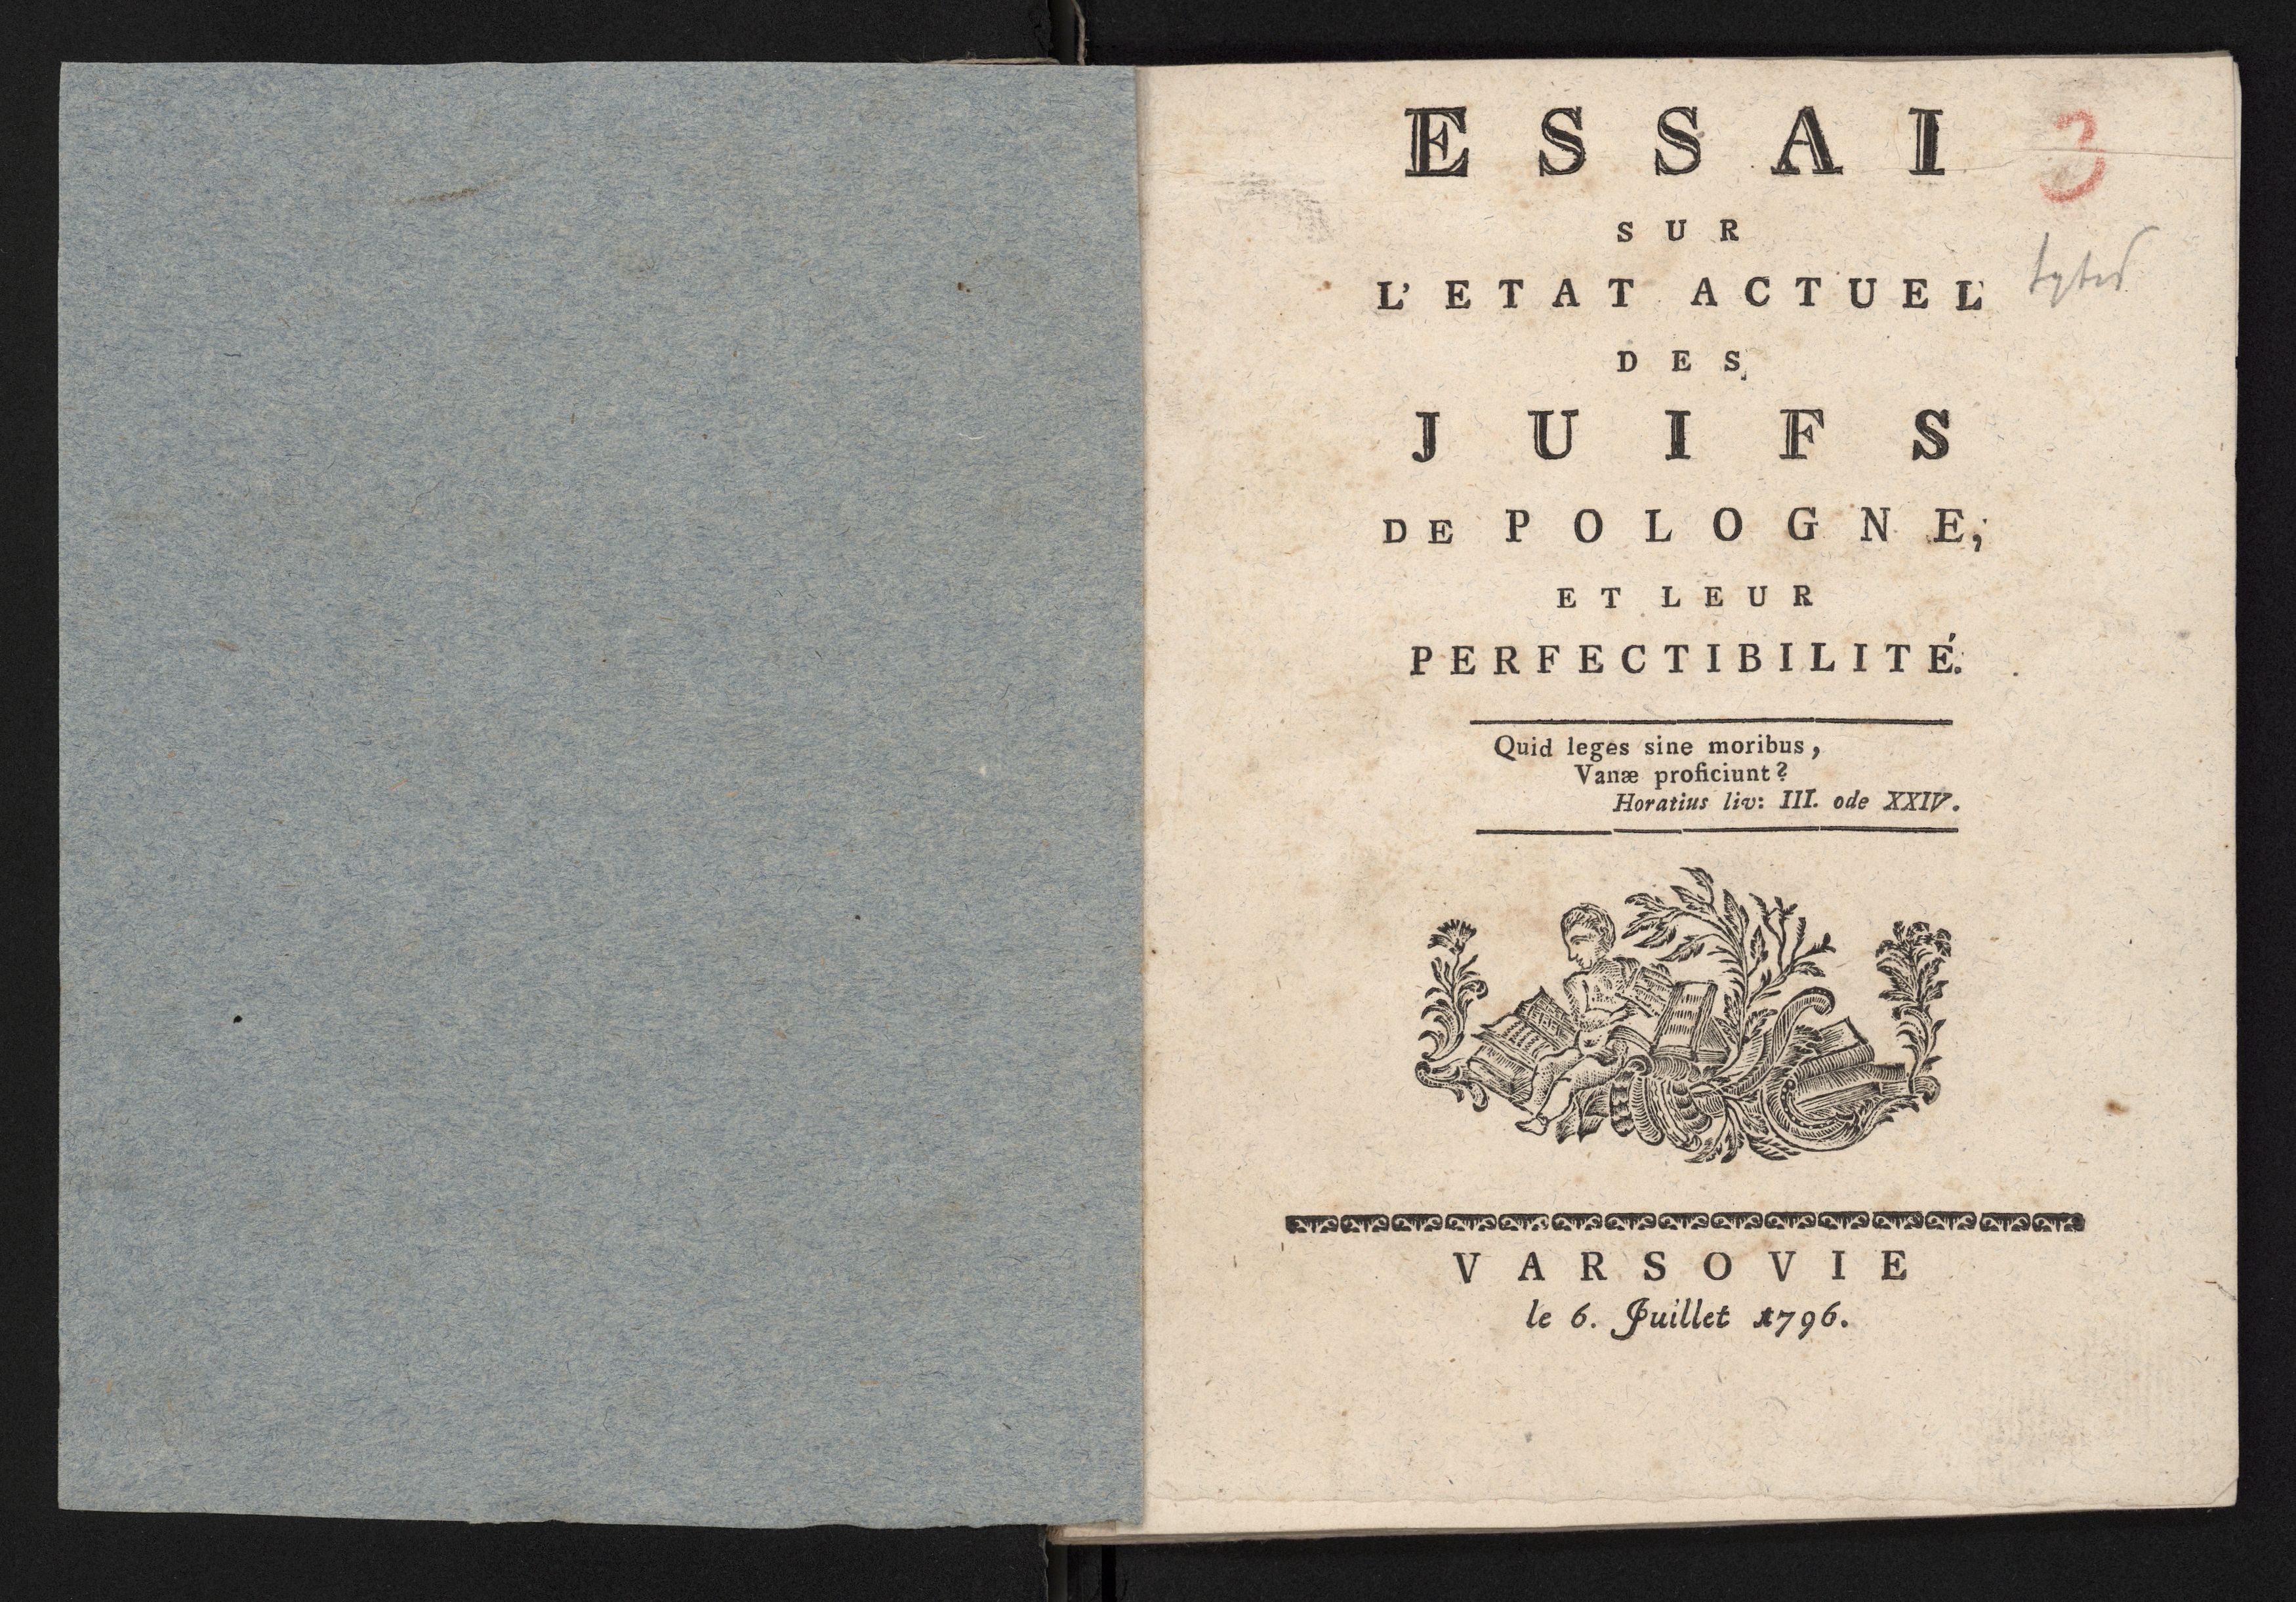 ESSAI
3
SUR
L'ETAT ACTUEL
DES
JUIFS
DE POLOGNE,
ET LEUR
PERFECTIBILITÉ.
Quid leges sine moribus,
Vanæ proficiunt?
Horatius liv: III. ode XXIV.
VARSOVIE
le 6. Juillet 1796.